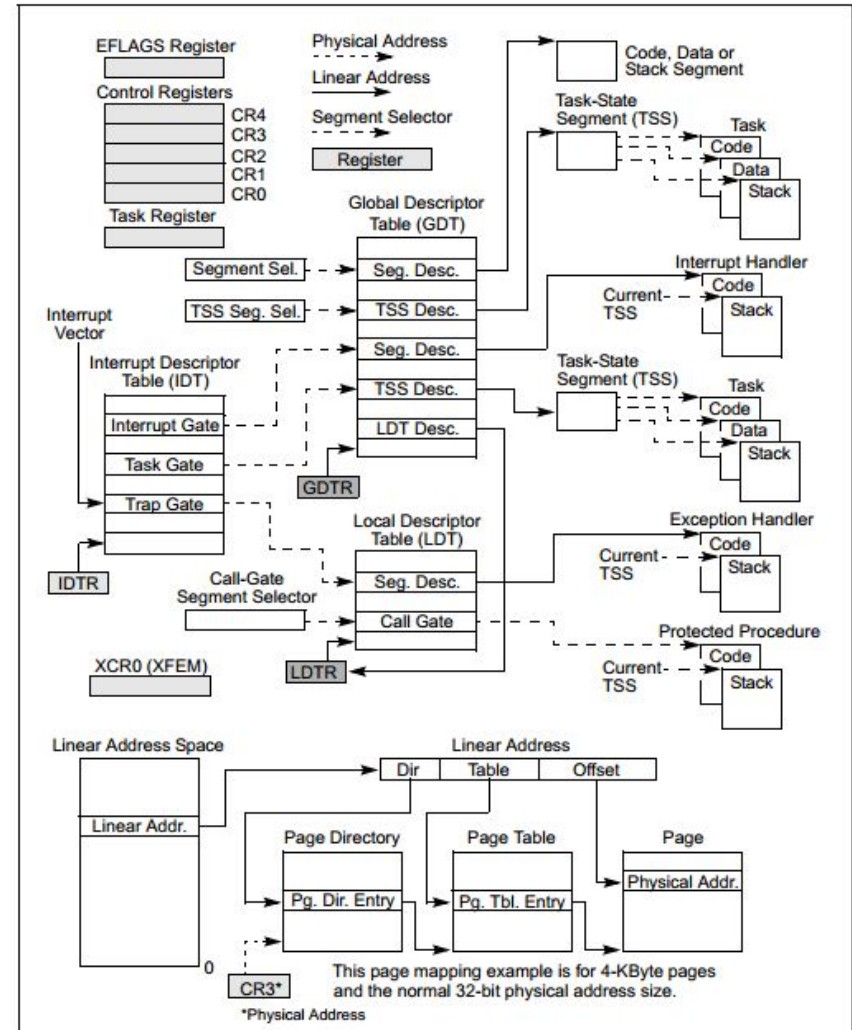 EFLAGS Register
Control Registers
CR4
CR3
CR2
CR1
CR0
Task Register
Physical Address
Linear Address
Segment Selector
Register
Code, Data or
Stack Segment
Task-State
Segment (TSS)
Task
Code
Data
Stack
Global Descriptor
Table (GDT)
Segment Sel.
Seg. Desc.
TSS Seg. Sel.
TSS Desc.
Interrupt Handler
Code
Current
TSS
Stack
Interrupt
Vector
Seg. Desc.
Interrupt Descriptor
Table (IDT)
TSS Desc.
Task-State
Segment (TSS)
Task
Code
Data
Stack
Interrupt Gate
LDT Desc.
Task Gate
GDTR
Trap Gate
Local Descriptor
Table (LDT)
Exception Handler
Code
Current
TSS
Stack
IDTR
Call-Gate
Segment Selector
Seg. Desc.
Call Gate
Protected Procedure
Code
Current
TSS
Stack
XCR0 (XFEM)
LDTR
Linear Address Space
Linear Address
Dir
Table
Offset
Linear Addr.
Page Directory
Page Table
Page
Physical Addr.
Pg. Dir. Entry
Pg. Tbl. Entry
0
CR3*
This page mapping example is for 4-KByte pages
and the normal 32-bit physical address size.
*Physical Address